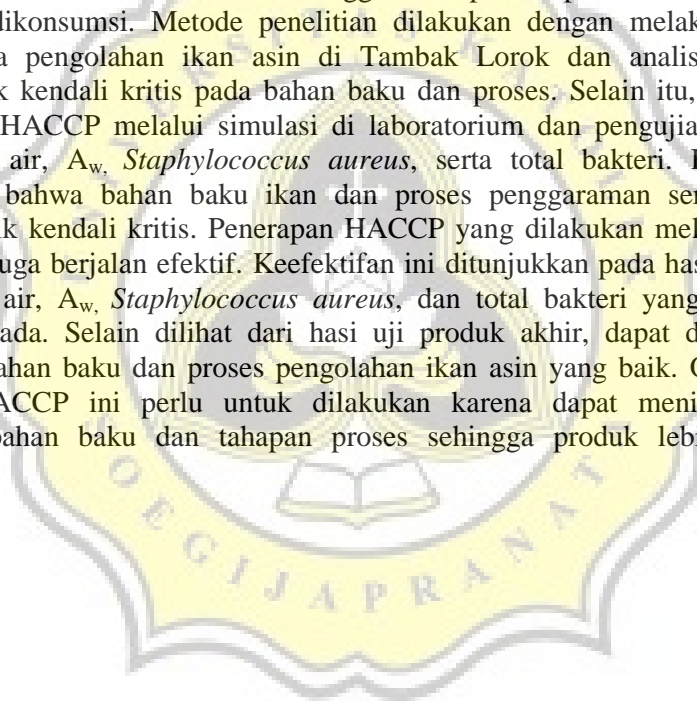 dikonsumsi. Metode penelitian dilakukan dengan melak
a pengolahan ikan asin di Tambak Lorok dan analis
k kendali kritis pada bahan baku dan proses. Selain itu,
HACCP melalui simulasi di laboratorium dan pengujia
air, Aw, Staphylococcus aureus, serta total bakteri.
bahwa bahan baku ikan dan proses penggaraman ser
ik kendali kritis. Penerapan HACCP yang dilakukan mel
uga berjalan efektif. Keefektifan ini ditunjukkan pada has
air, Aw, Staphylococcus aureus, dan total bakteri yang
ada. Selain dilihat dari hasi uji produk akhir, dapat d
ahan baku dan proses pengolahan ikan asin yang baik.
ACCP ini perlu untuk dilakukan karena dapat meni
bahan baku dan tahapan proses sehingga produk leb
SOEGIJAPRANATA